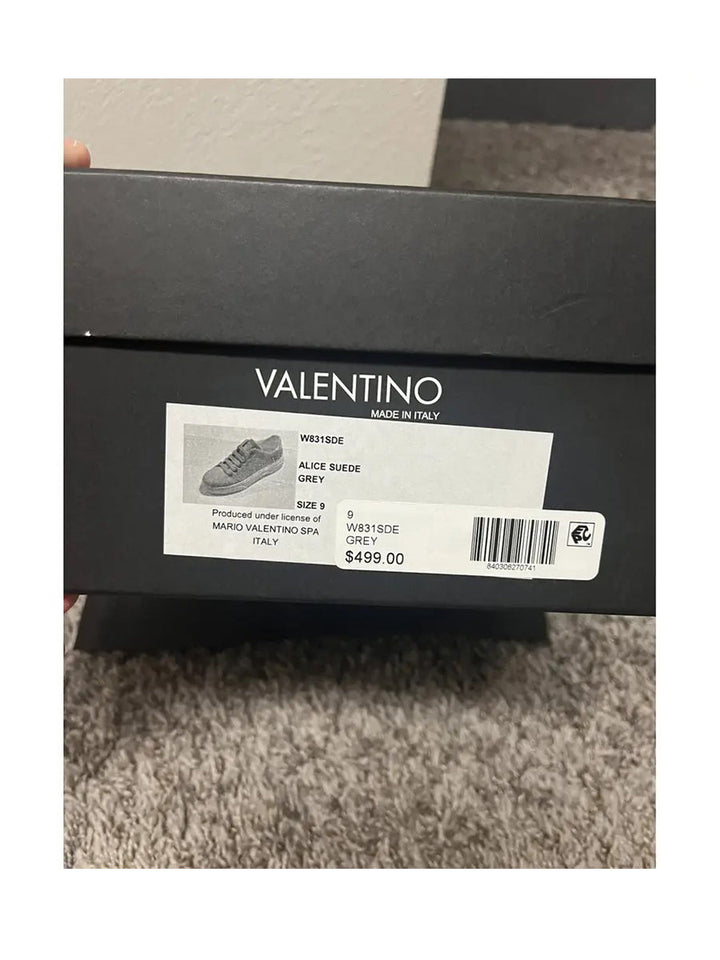 VALENTINO
MADE IN ITALY
W831SDE
ALICE SUEDE
GREY
SIZE 9
Produced under license of
MARIO VALENTINO SPA
ITALY
9
W831SDE
GREY
$499.00
840306270741